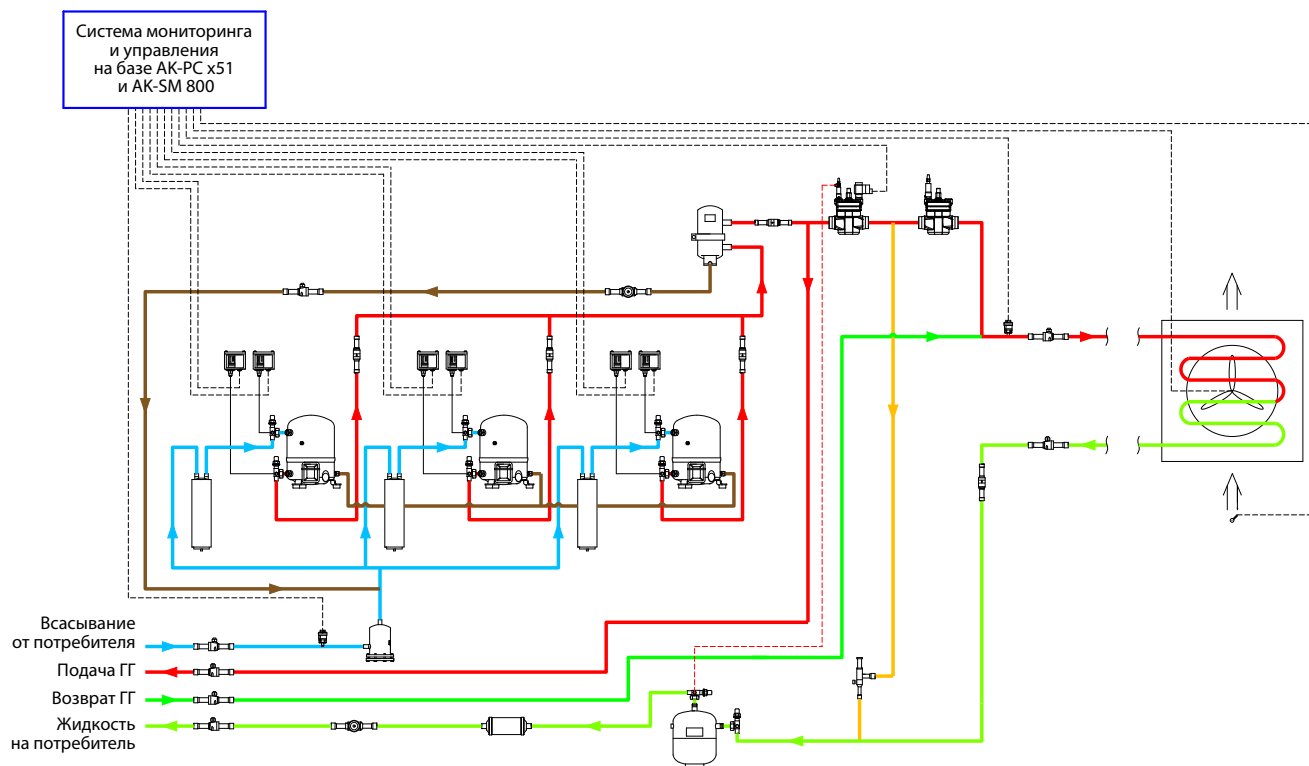 Система мониторинга
и управления
на базе AK-PC x51
и AK-SM 800
Всасывание
от потребителя
Подача ГГ
Возврат ГГ
Жидкость
на потребитель